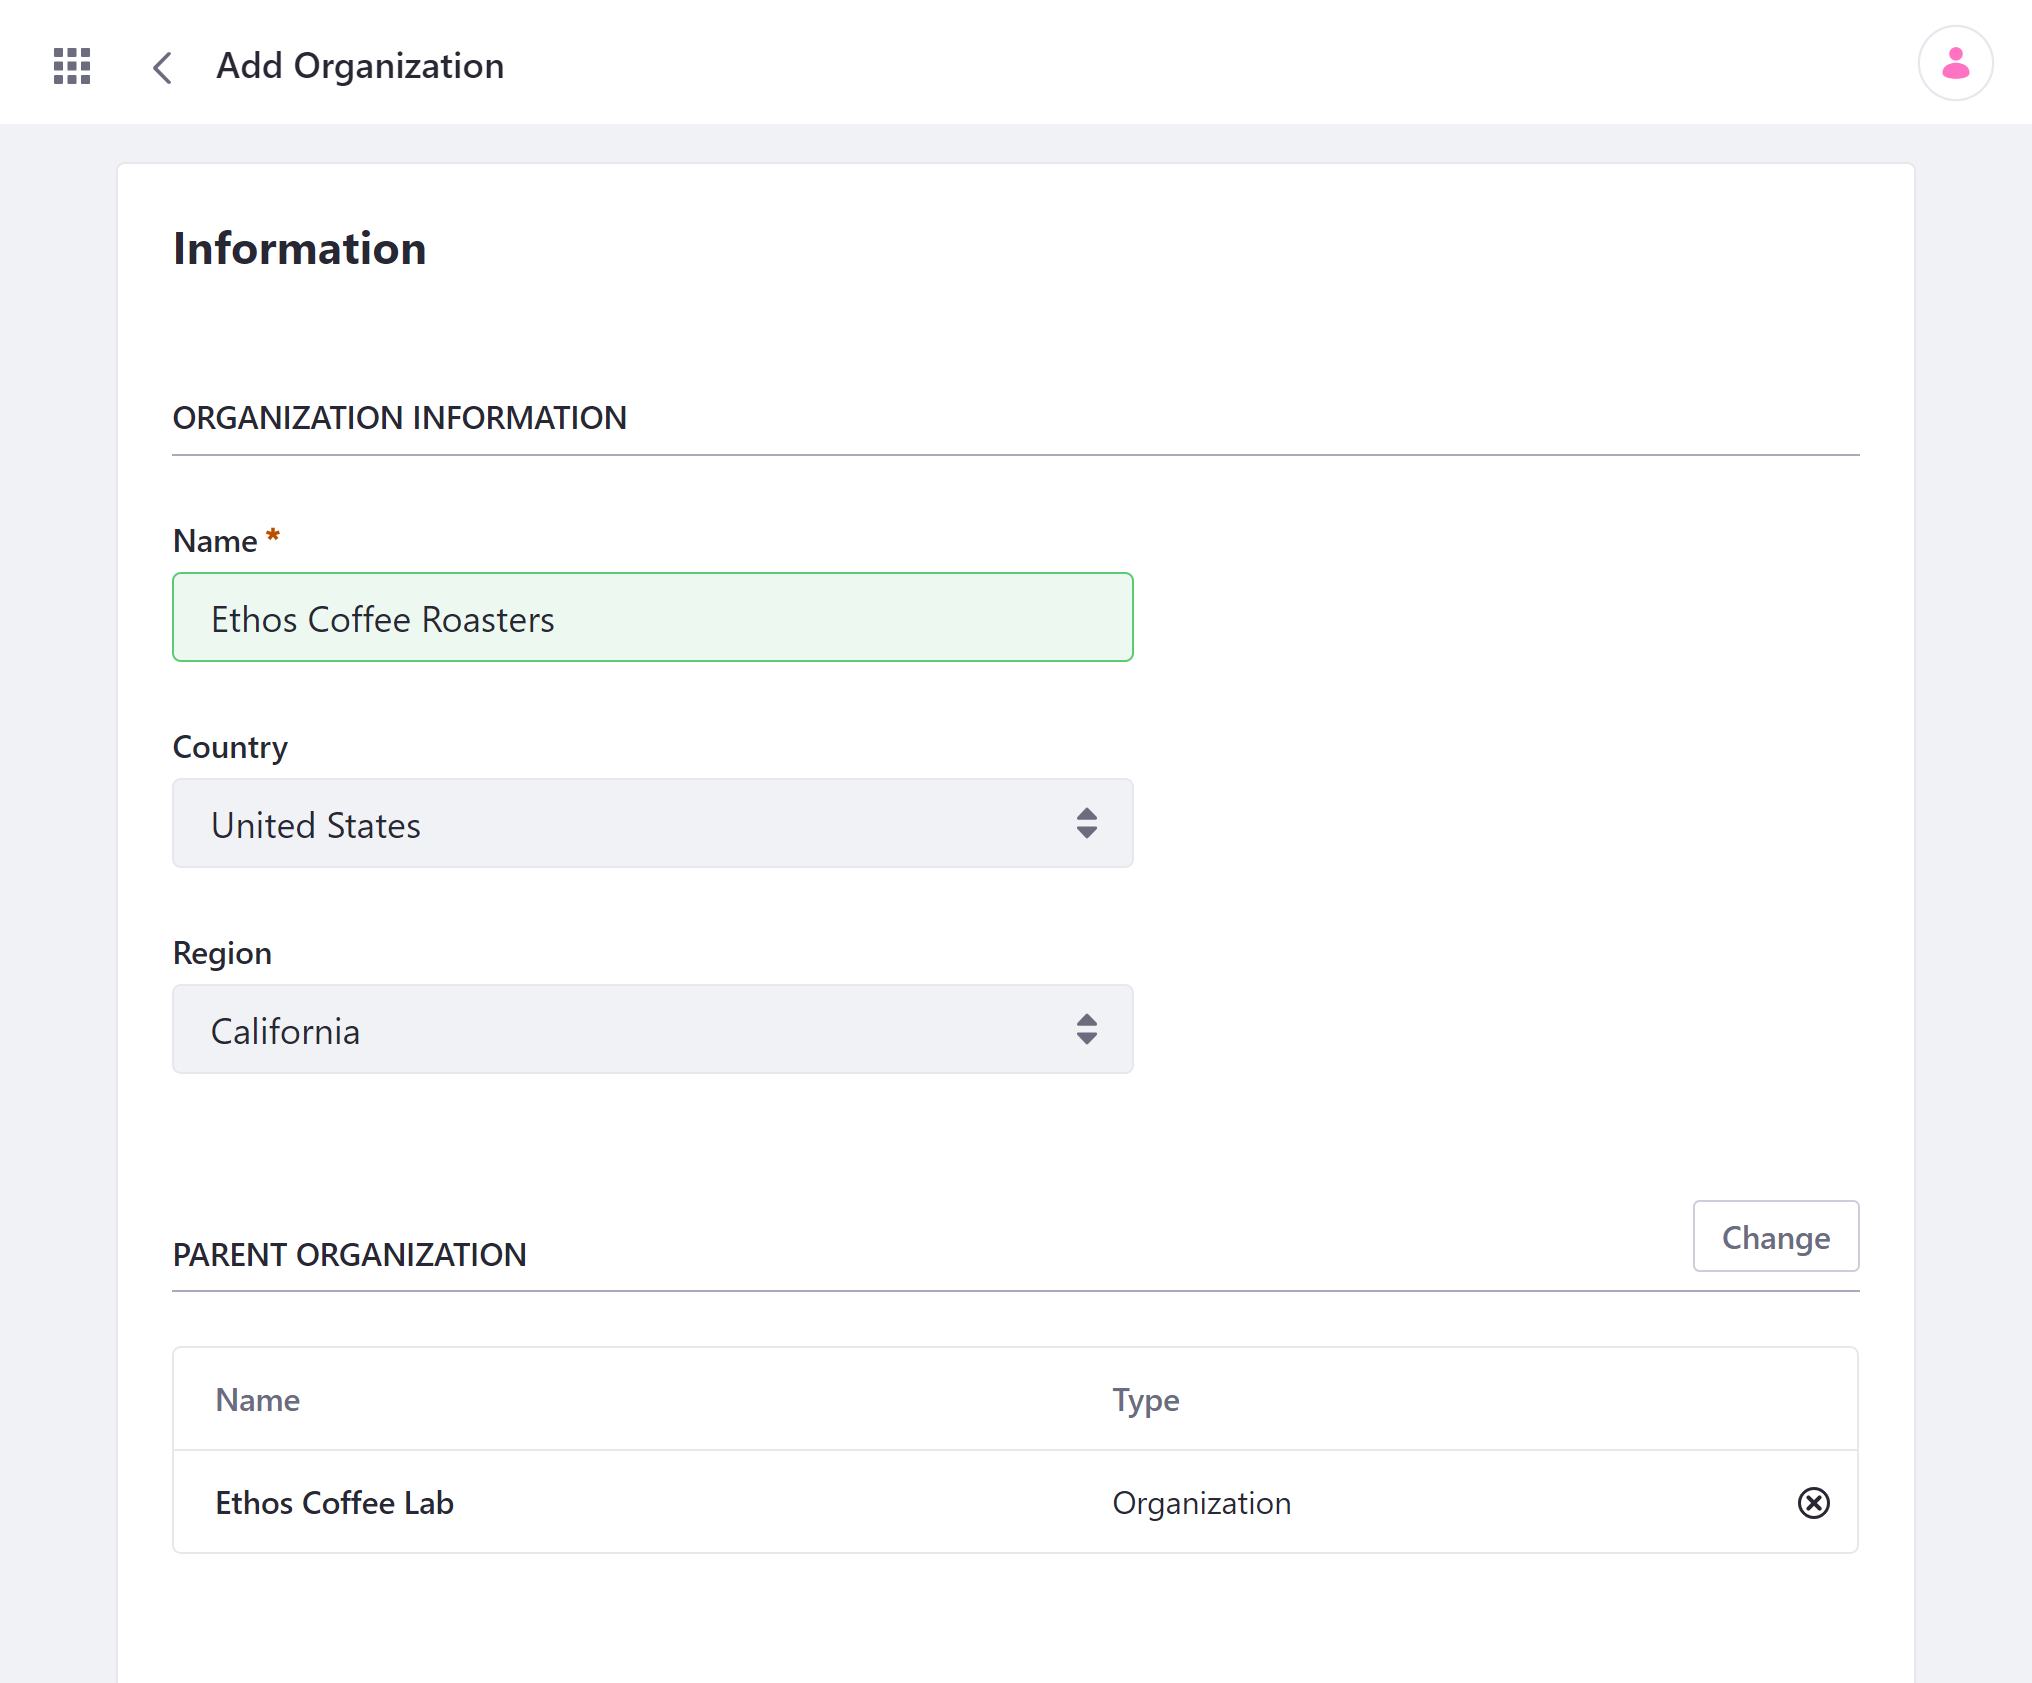 Add Organization
Information
ORGANIZATION INFORMATION
Name *
Ethos Coffee Roasters
Country
United States
Region
California
Change
PARENT ORGANIZATION
Name Type
Ethos Coffee Lab Organization